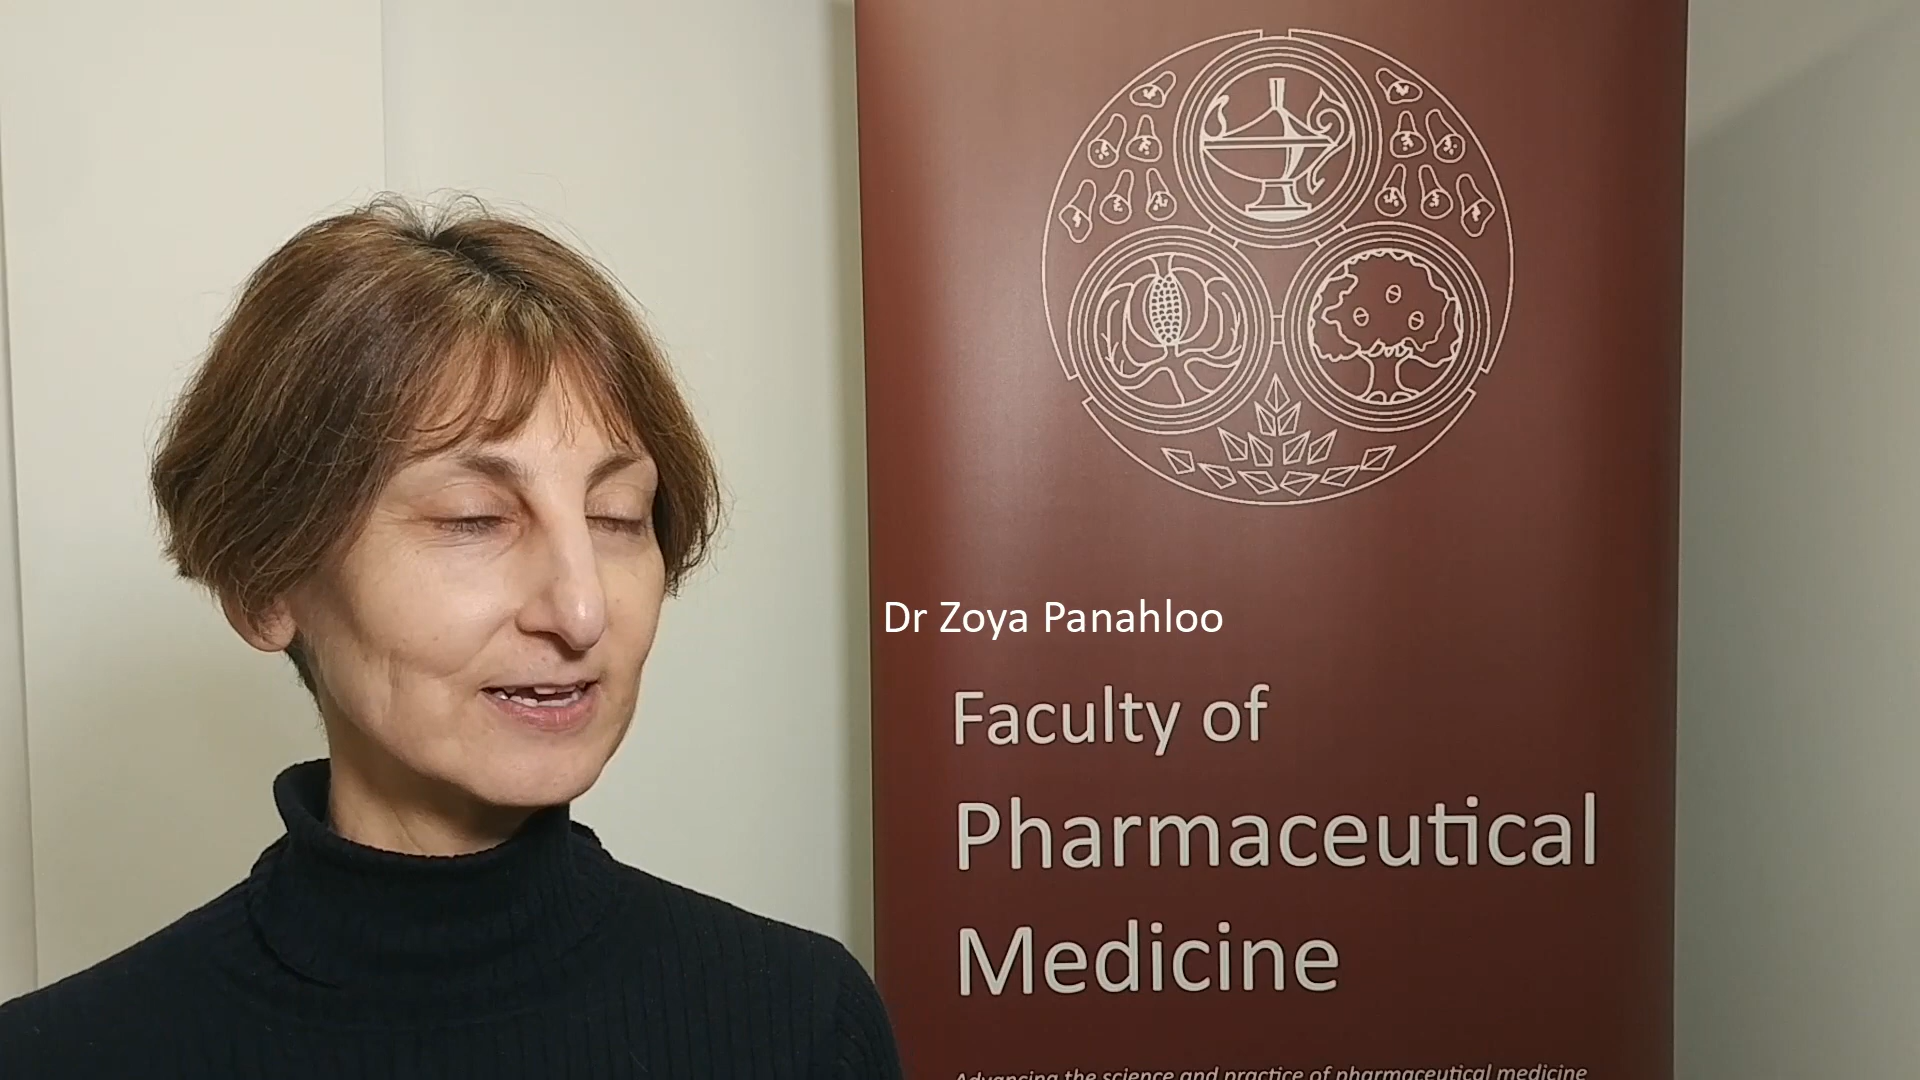 Dr Zoya Panahloo
Faculty of
Pharmaceutical
Medicine
Advancing the science and practice of pharmaceutical medicine